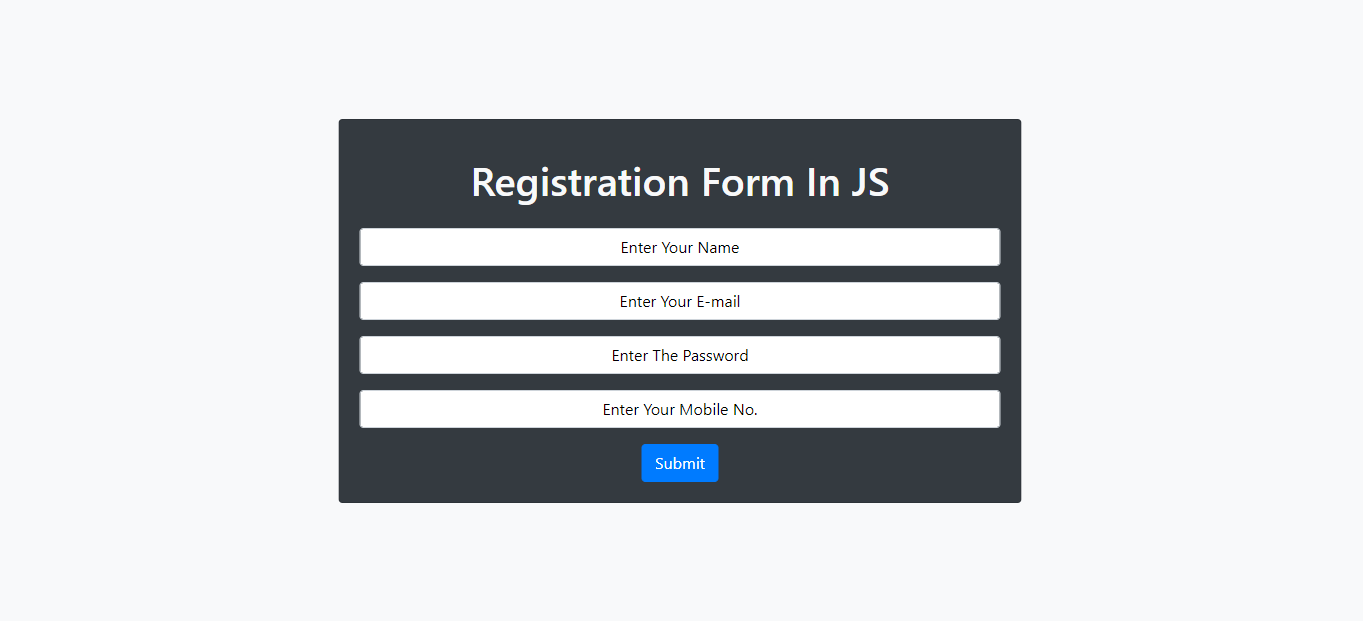 Registration Form In JS
Enter Your Name
Enter Your E-mail
Enter The Password
Enter Your Mobile No.
Submit